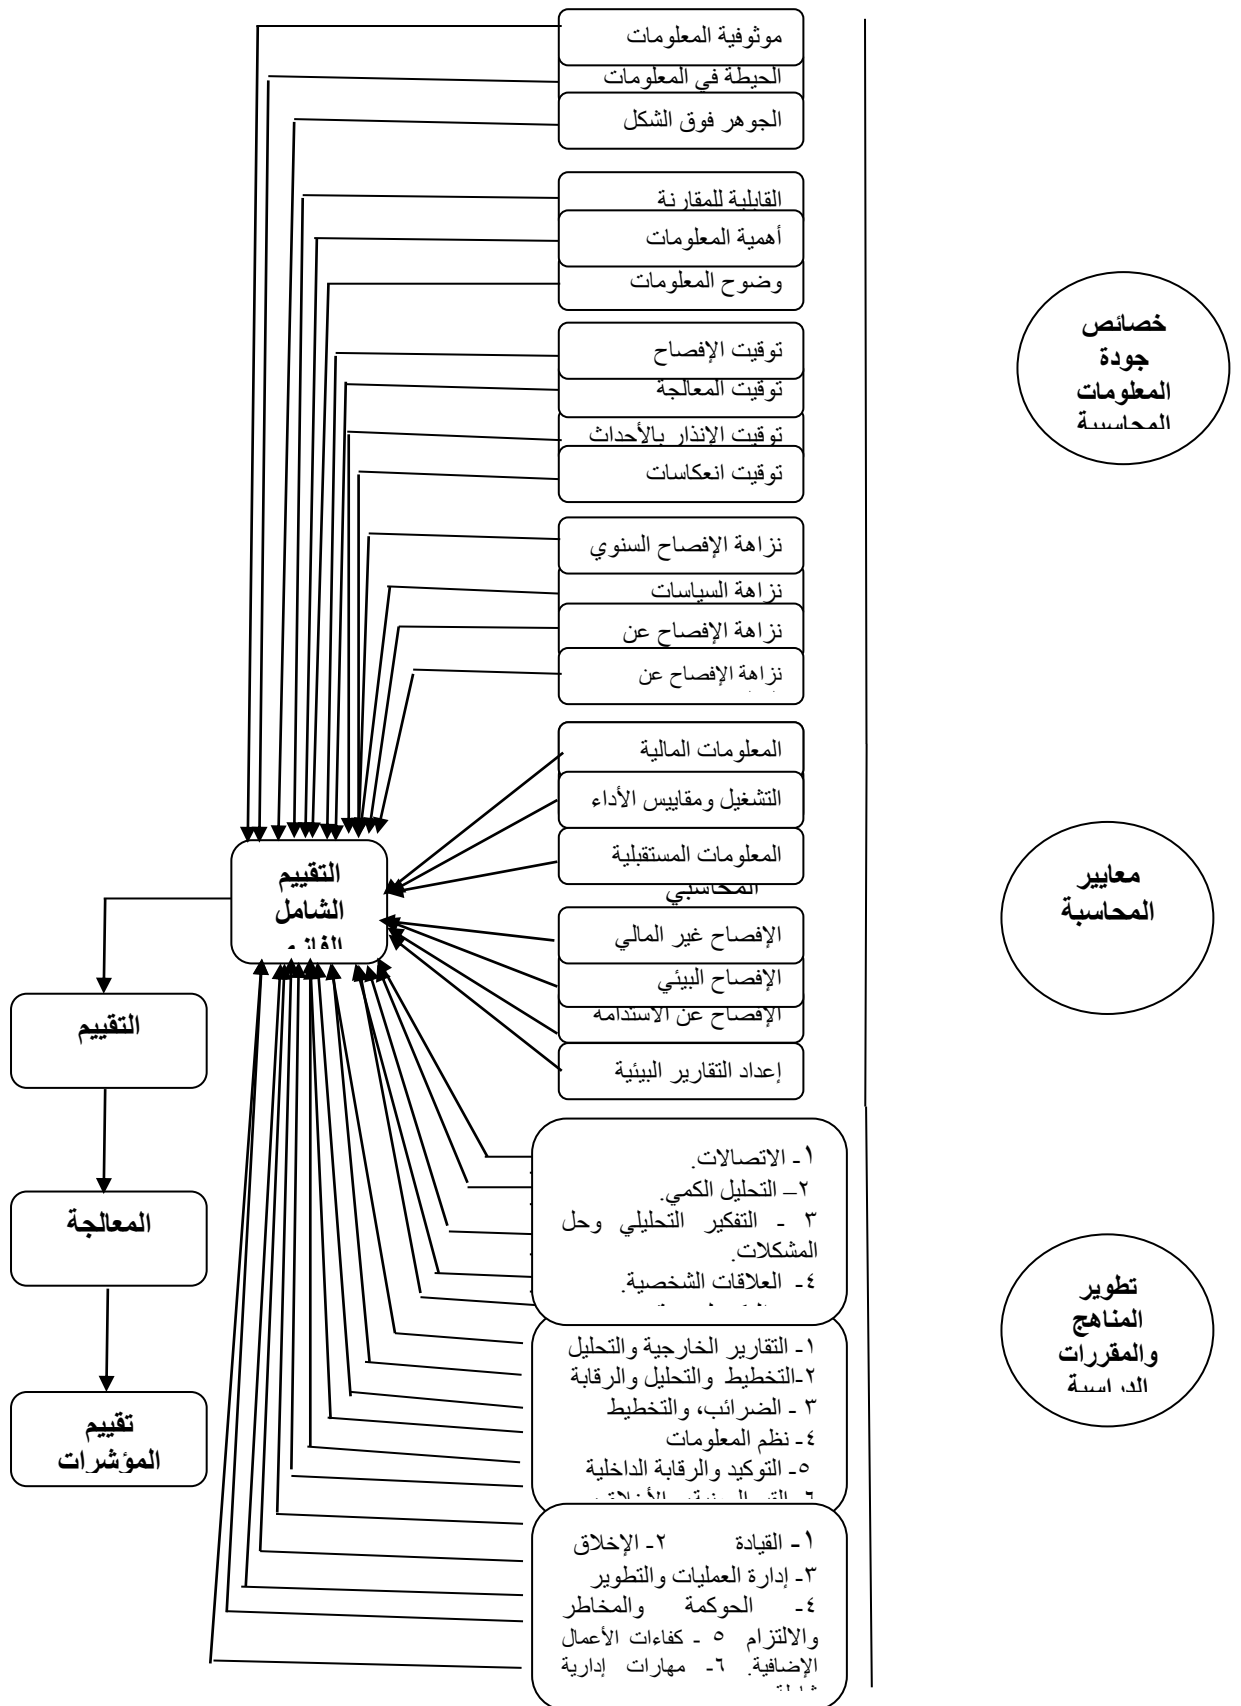 موثوفية المعلومات
الحيطة في المعلومات
الجوهر فوق الشكل
القابلية للمقارنة
أهمية المعلومات
وضوح المعلومات
توقيت الإفصاح
توقيت المعالجة
توقيت الإنذار بالأحداث
توقيت انعكاسات
نزاهة الإفصاح السنوي
نزاهة السياسات
نزاهة الإفصاح عن
نزاهة الإفصاح عن
خصائص
جودة
المعلومات
المحاسبية
المعلومات المالية
التشغيل ومقاييس الأداء
المعلومات المستقبلية
المحاسبي
الإفصاح غير المالي
الإفصاح البيئي
الإفصاح عن الاستدامة
إعداد التقارير البيئية
معايير
المحاسبة
١- الاتصالات.
٢– التحليل الكمي.
٣ - التفكير التحليلي وحل
المشكلات.
٤- العلاقات الشخصية.
١- التقارير الخارجية والتحليل
٢-التخطيط والتحليل والرقابة
٣ - الضرائب، والتخطيط
٤- نظم المعلومات
٥- التوكيد والرقابة الداخلية
١- القيادة ٢- الإخلاق
٣- إدارة العمليات والتطوير
٤- الحوكمة والمخاطر
والالتزام ٥ - كفاءات الأعمال
الإضافية. ٦- مهارات إدارية
تطوير
المناهج
والمقررات
الدراسية
التقييم
الشامل
التقييم
المعالجة
تقييم
المؤشرات